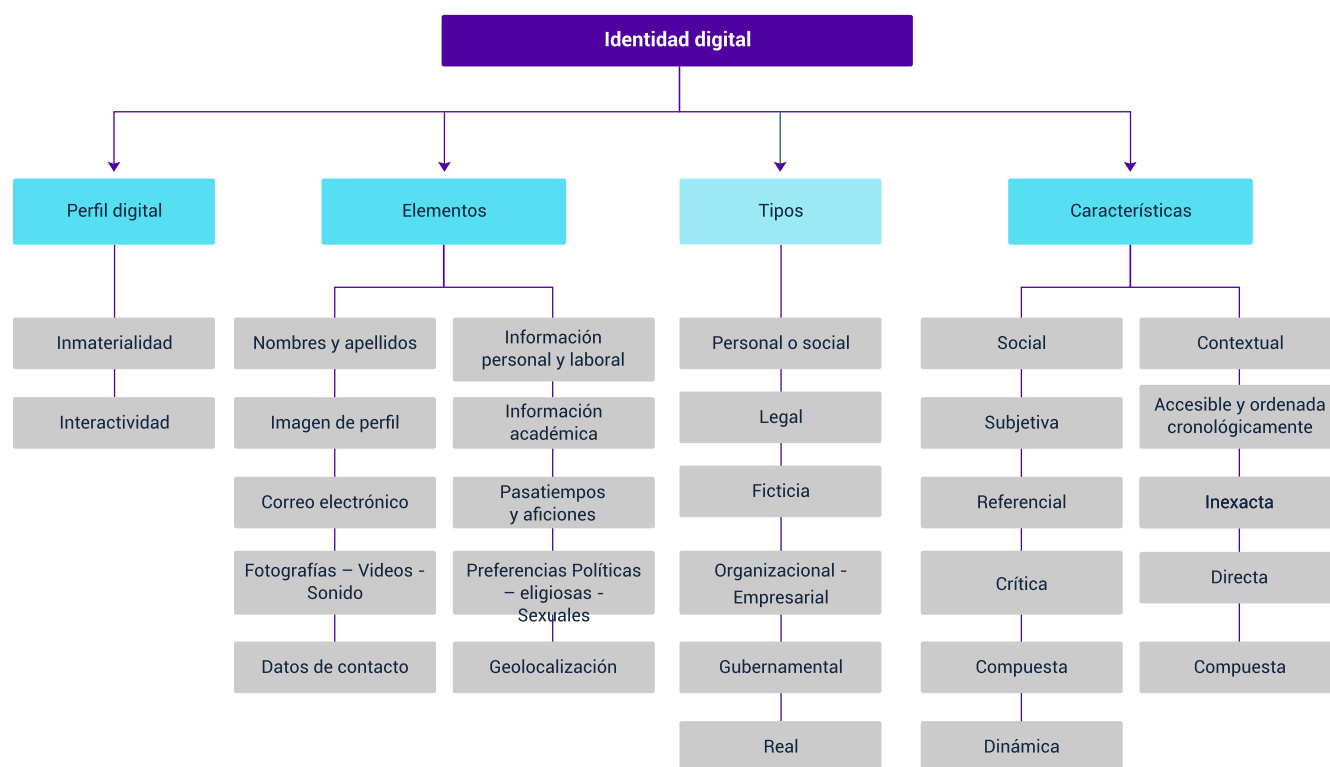 Identidad digital
Perfil digital
Elementos
Tipos
Características
Inmaterialidad
Interactividad
Nombres y apellidos
Imagen de perfil
Correo electrónico
Fotografías – Videos -
Sonido
Datos de contacto
Información
personal y laboral
Información
académica
Pasatiempos
y aficiones
Preferencias Políticas
– eligiosas -
Sexuales
Geolocalización
Personal o social
Legal
Ficticia
Organizacional -
Empresarial
Gubernamental
Real
Social
Subjetiva
Referencial
Crítica
Compuesta
Dinámica
Contextual
Accesible y ordenada
cronológicamente
Inexacta
Directa
Compuesta